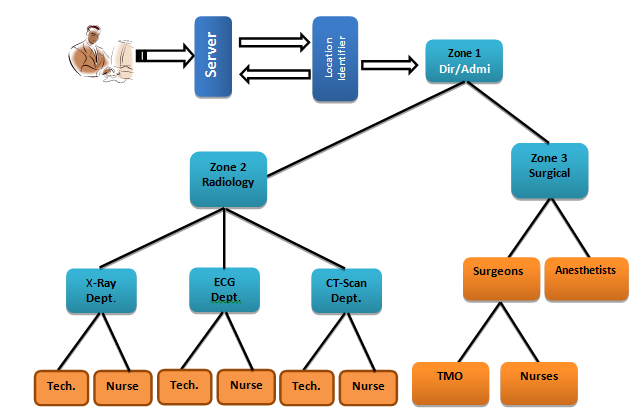 Server
Location
Identifier
Zone 1
Dir/Admi
Zone 2
Radiology
Zone 3
Surgical
X-Ray
Dept.
ECG
Dept.
CT-Scan
Dept.
Surgeons
Anesthetists
Tech.
Nurse
Tech.
Nurse
Tech.
Nurse
TMO
Nurses